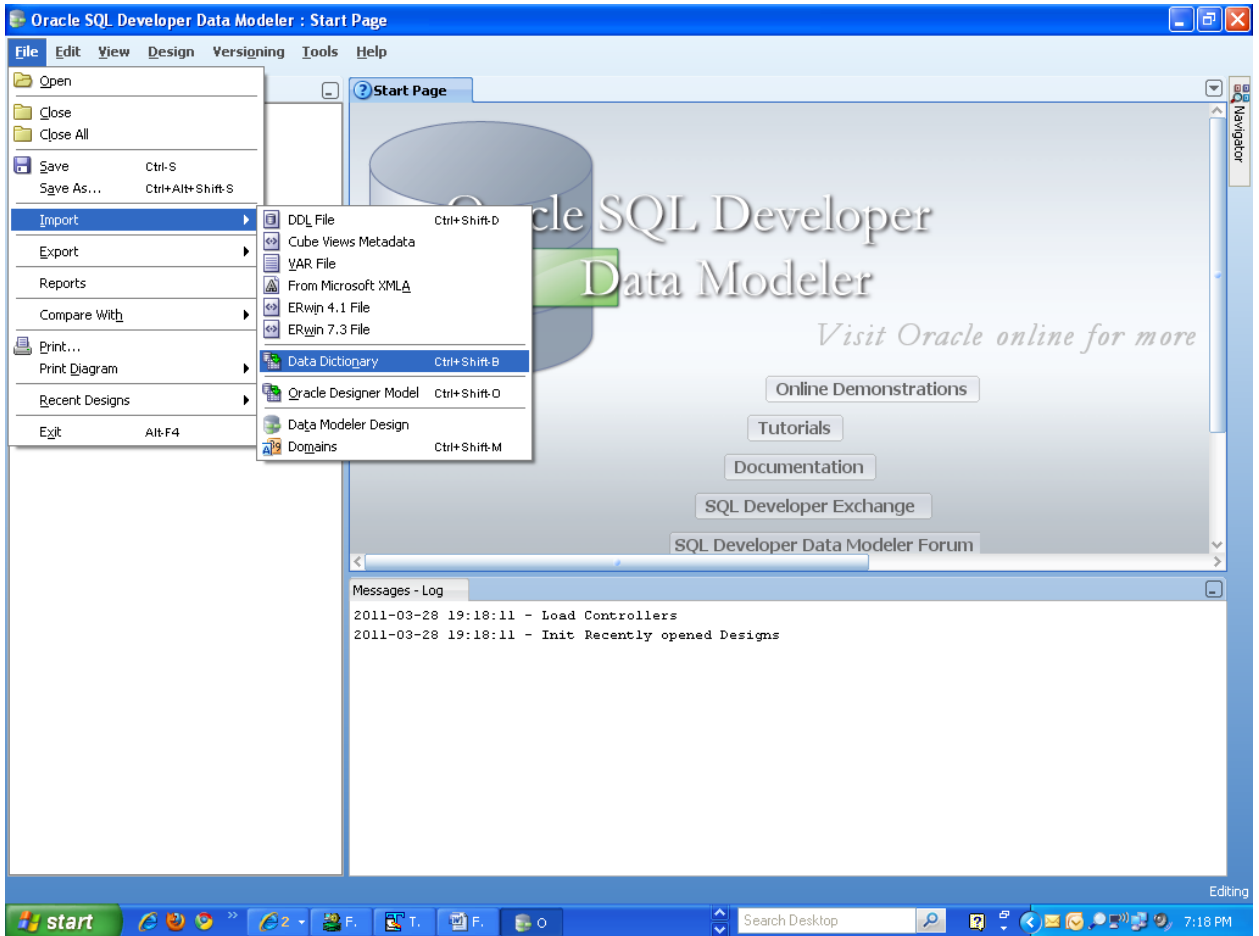 Oracle SQL Developer Data Modeler : Start Page
File Edit View Design Versioning Tools Help
Open
Close
Close All
Save Ctrl-S
Save As... Ctrl+Alt+Shift-S
Import
Export
Reports
Compare With
Print...
Print Diagram
Recent Designs
Exit Alt-F4
DDL File Ctrl+Shift-D
Cube Views Metadata
VAR File
From Microsoft XMLA
ERwin 4.1 File
ERwin 7.3 File
Data Dictionary Ctrl+Shift-B
Oracle Designer Model Ctrl+Shift-O
Data Modeler Design
Domains Ctrl+Shift-M
Start Page
Navigator
Oracle SQL Developer
Data Modeler
Visit Oracle online for more
Online Demonstrations
Tutorials
Documentation
SQL Developer Exchange
SQL Developer Data Modeler Forum
Messages - Log
2011-03-28 19:18:11 - Load Controllers
2011-03-28 19:18:11 - Init Recently opened Designs
Editing
start 2 F. T. F. O Search Desktop 7:18 PM